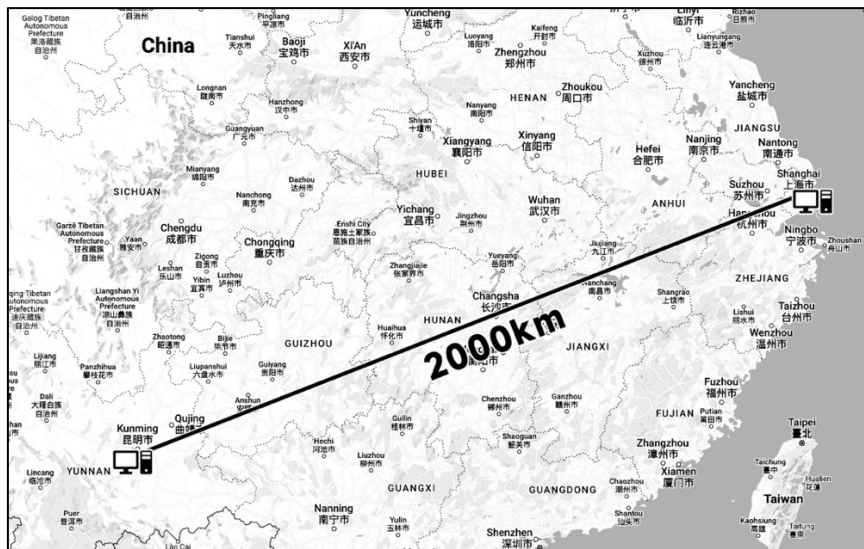 Golog Tibetan
Autonomous
Prefecture
果洛藏族
自治州
China
Tianshui
天水市
Pingliang
平凉市
Baoji
宝鸡市
Xi'An
西安市
Yuncheng
运城市
Luoyang
洛阳市
Kaifeng
开封市
Zhengzhou
郑州市
Linyi
临沂市
Rizhao
日照市
Lianyungang
连云港市
Xuzhou
徐州市
Longnan
陇南市
Hanzhong
汉中市
HENAN
Zhoukou
周口市
Yancheng
盐城市
JIANGSU
Guangyuan
广元市
Shiyan
十堰市
Nanyang
南阳市
Xiangyang
襄阳市
Xinyang
信阳市
Hefei
合肥市
Nanjing
南京市
Nantong
南通市
Shanghai
上海市
Mianyang
绵阳市
SICHUAN
Nanchong
南充市
Dazhou
达州市
HUBEI
Suzhou
苏州市
ANHUI
Garzê Tibetan
Autonomous
Prefecture
甘孜藏族
自治州
Yaan
雅安市
Chengdu
成都市
Enshi City
恩施土家族
苗族自治州
Yichang
宜昌市
Jingzhou
荆州市
Wuhan
武汉市
杭州市
Ningbo
宁波市
Zhoushan
舟山市
Chongqing
重庆市
Zigong
自贡市
Leshan
乐山市
Yibin
宜宾市
Luzhou
泸州市
Zhangjiajie
张家界市
Yueyang
岳阳市
Jiujiang
九江市
Nanchang
南昌市
ZHEJIANG
Liangshan Yi
Autonomous
Prefecture
凉山彝族
自治州
Changsha
长沙市
Shangrao
上饶市
Lishui
丽水市
Taizhou
台州市
Wenzhou
温州市
Zhaotong
昭通市
Bijie
毕节市
GUIZHOU
Huaihua
怀化市
HUNAN
2000km
JIANGXI
Lijiang
丽江市
Panzhihua
攀枝花市
Liupanshui
六盘水市
Guiyang
贵阳市
Anshun
Dali
大理白族
自治州
Kunming
昆明市
Qujing
Chenzhou
郴州市
Ganzhou
赣州市
Fuzhou
福州市
FUJIAN
Putian
莆田市
Guilin
桂林市
Hechi
河池市
Liuzhou
柳州市
Shaoguan
韶关市
Zhangzhou
漳州市
Xiamen
厦门市
Taipei
臺北
YUNNAN
Lincang
临沧市
Puer
普洱市
Nanning
南宁市
GUANGXI
Yulin
玉林市
GUANGDONG
Chaozhou
潮州市
Shantou
汕头市
Shenzhen
深圳市
Taichung
臺中
Hualien
花蓮
Taiwan
Kaohsiung
高雄
Taitung
臺東